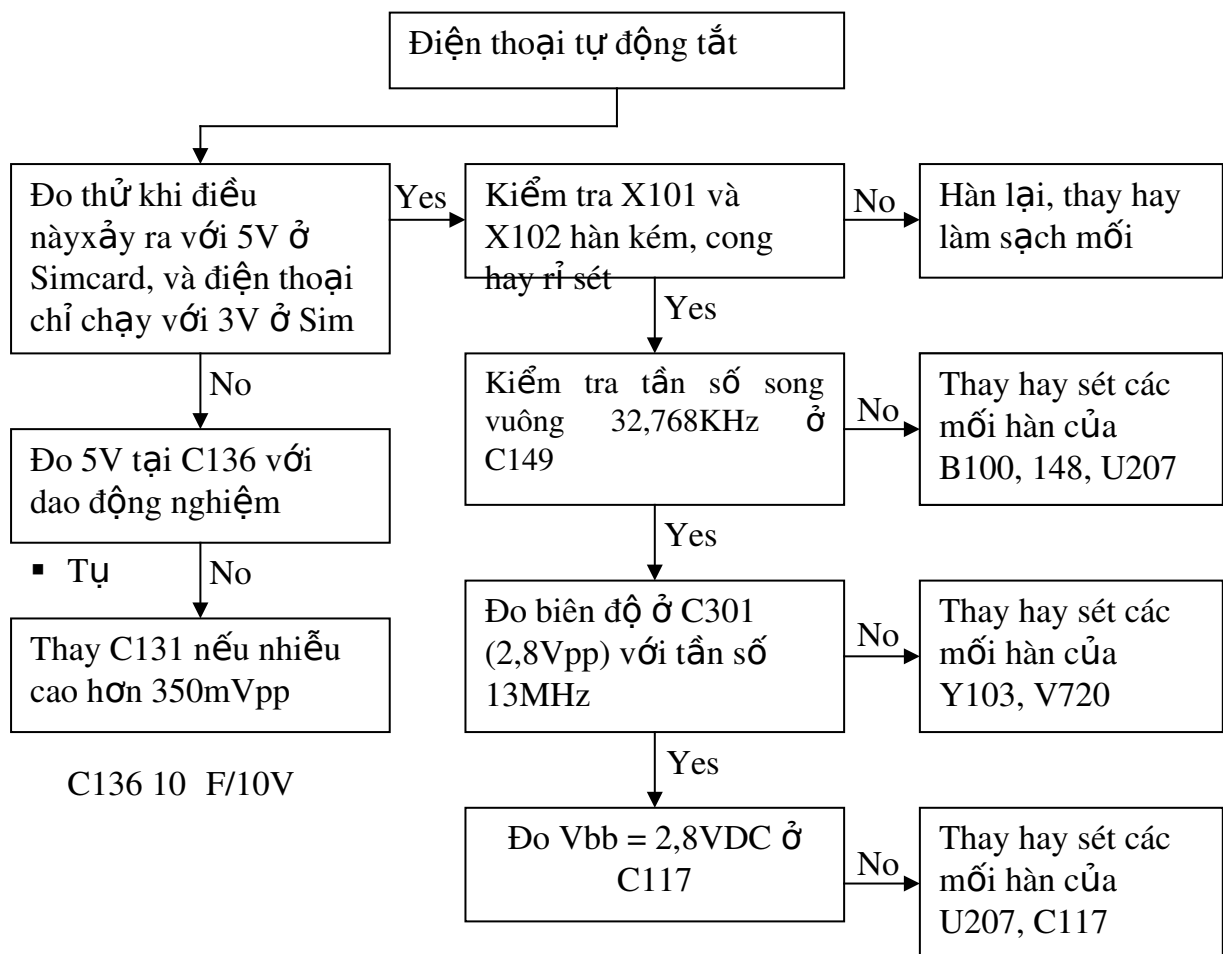 Điện thoại tự động tắt
Đo thử khi điều
nàyxảy ra với 5V ở
Simcard, và điện thoại
chỉ chạy với 3V ở Sim
Yes
Kiểm tra X101 và
X102 hàn kém, cong
hay rỉ sét
No
Hàn lại, thay hay
làm sạch mối
Yes
No
Kiểm tra tần số song
vuông 32,768KHz ở
C149
No
Thay hay sét các
mối hàn của
B100, 148, U207
Đo 5V tại C136 với
dao động nghiệm
Yes
▪ Tụ
No
Đo biên độ ở C301
(2,8Vpp) với tần số
13MHz
No
Thay hay sét các
mối hàn của
Y103, V720
Thay C131 nếu nhiễu
cao hơn 350mVpp
Yes
C136 10 F/10V
Đo Vbb = 2,8VDC ở
C117
No
Thay hay sét các
mối hàn của
U207, C117